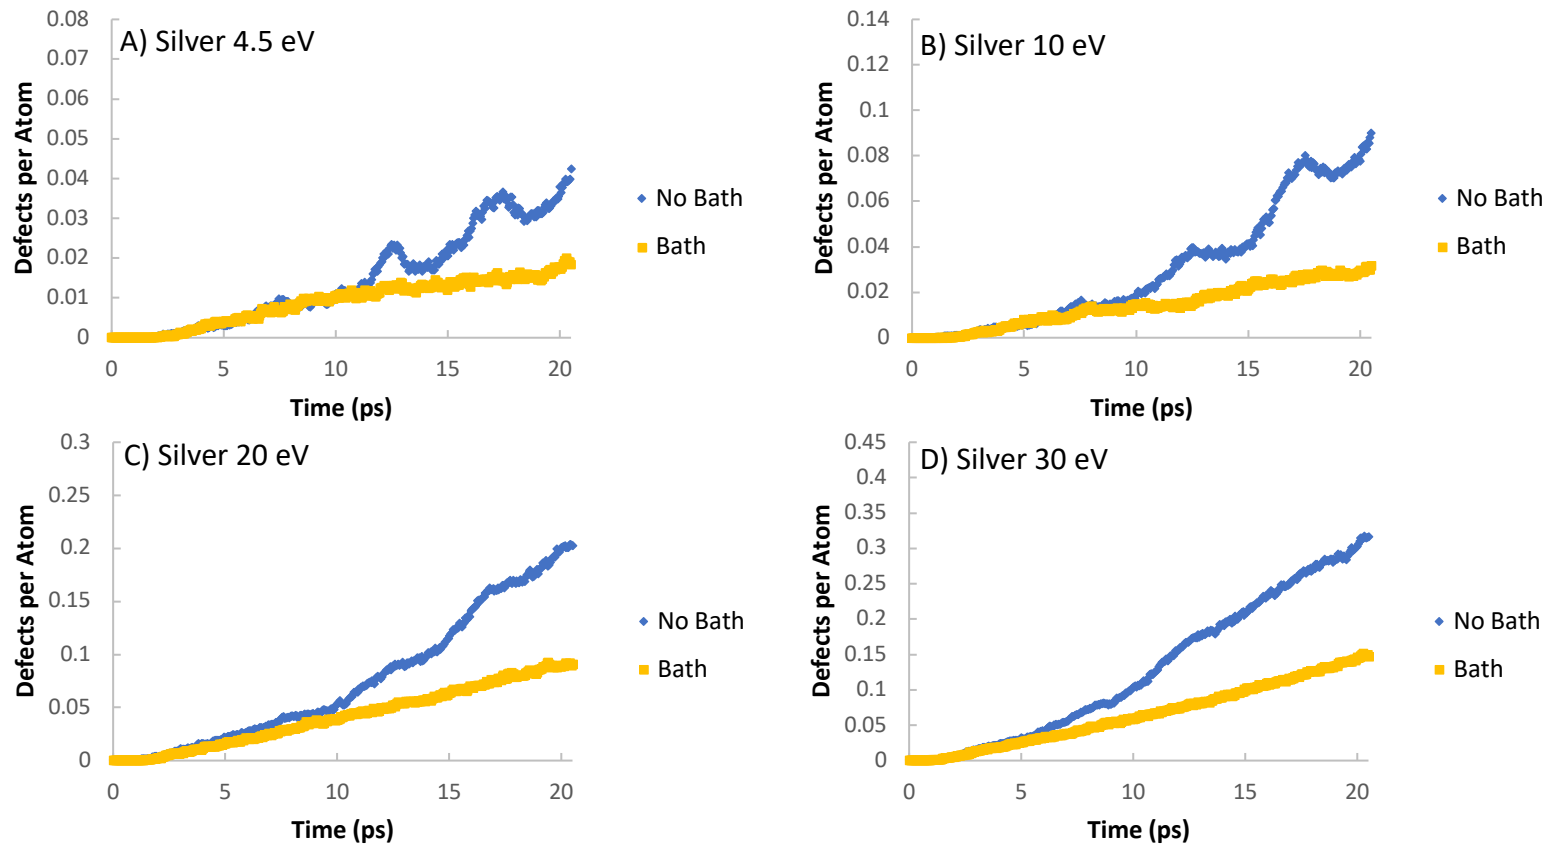 A) Silver 4.5 eV
0.08
0.07
0.06
0.05
0.04
0.03
0.02
0.01
0
Defects per Atom
0 5 10 15 20
Time (ps)
No Bath
Bath
B) Silver 10 eV
0.14
0.12
0.1
0.08
0.06
0.04
0.02
0
Defects per Atom
0 5 10 15 20
Time (ps)
No Bath
Bath
C) Silver 20 eV
0.3
0.25
0.2
0.15
0.1
0.05
0
Defects per Atom
0 5 10 15 20
Time (ps)
No Bath
Bath
D) Silver 30 eV
0.45
0.4
0.35
0.3
0.25
0.2
0.15
0.1
0.05
0
Defects per Atom
0 5 10 15 20
Time (ps)
No Bath
Bath